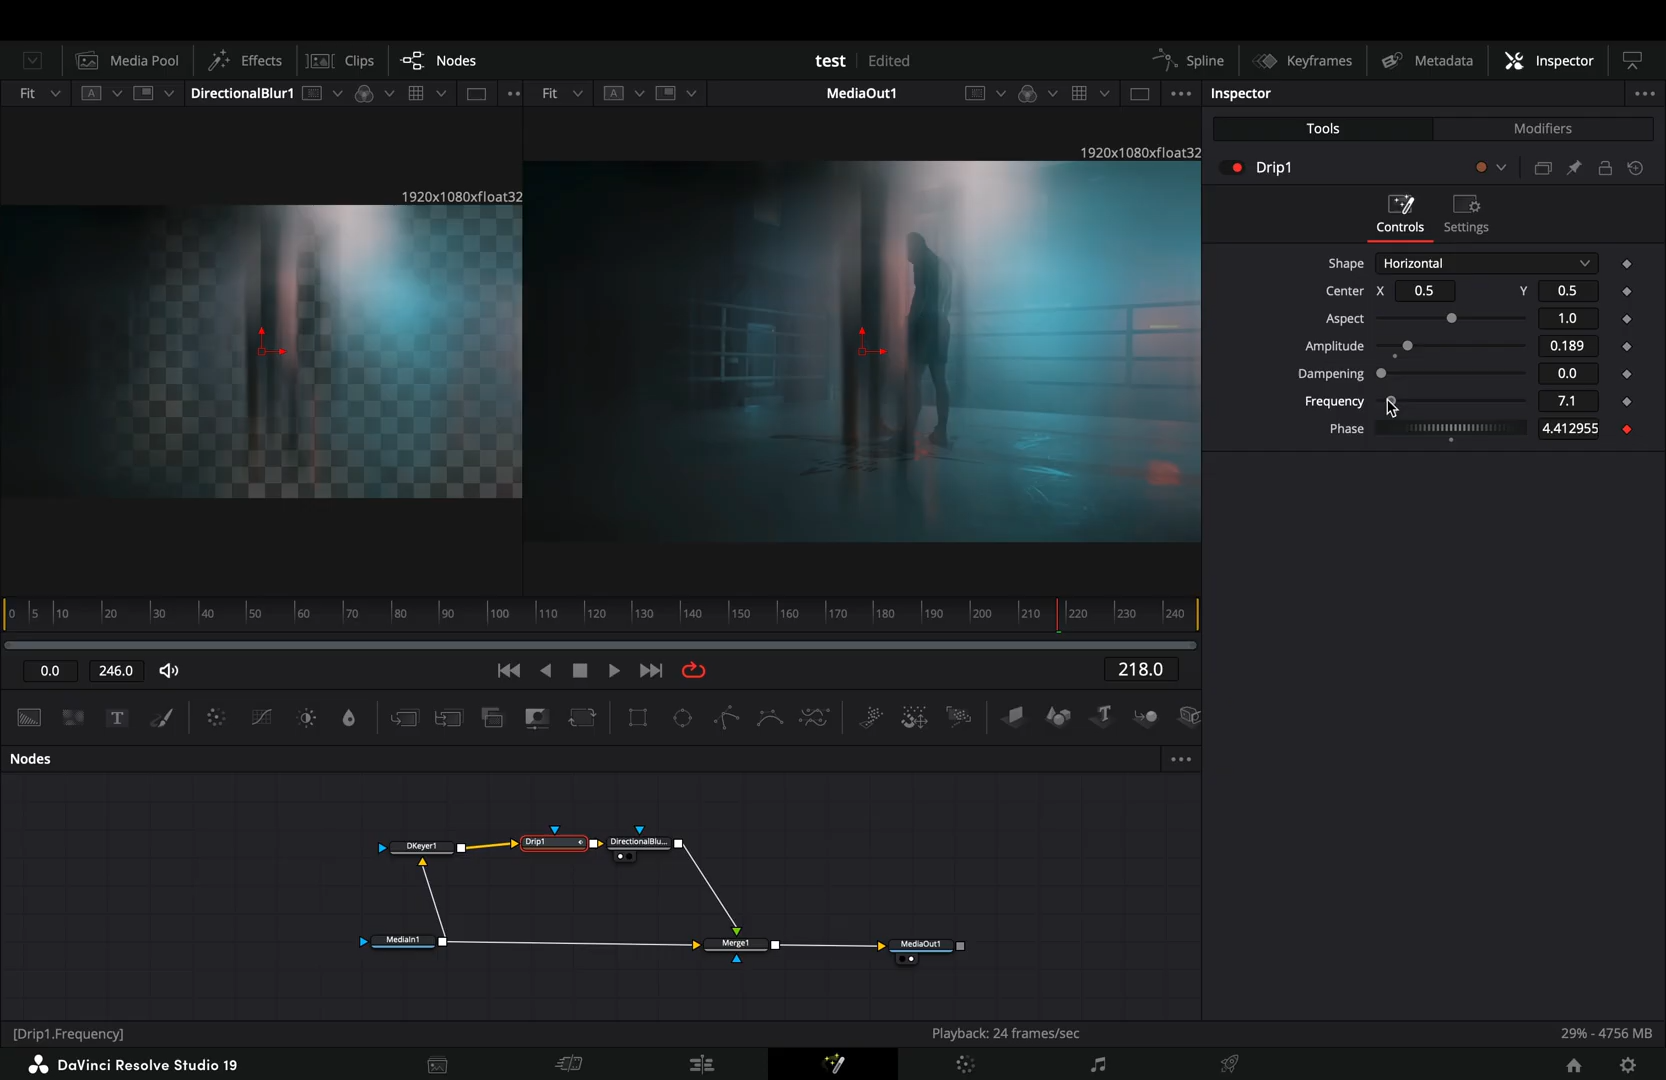 Media Pool
Effects
Clips
Nodes
test
Edited
Spline
Keyframes
Metadata
Inspector
Fit
A
DirectionalBlur1
Fit
A
MediaOut1
Inspector
1920x1080xfloat32
1920x1080xfloat32
Tools
Modifiers
Drip1
Controls
Settings
Shape
Horizontal
Center
X
0.5
Y
0.5
Aspect
1.0
Amplitude
0.189
Dampening
0.0
Frequency
7.1
Phase
4.412955
0
5
10
20
30
40
50
60
70
80
90
100
110
120
130
140
150
160
170
180
190
200
210
220
230
240
0.0
246.0
218.0
T
T
Nodes
DKeyer1
Drip1
DirectionalBlu...
MediaIn1
Merge1
MediaOut1
[Drip1.Frequency]
Playback: 24 frames/sec
29% - 4756 MB
DaVinci Resolve Studio 19